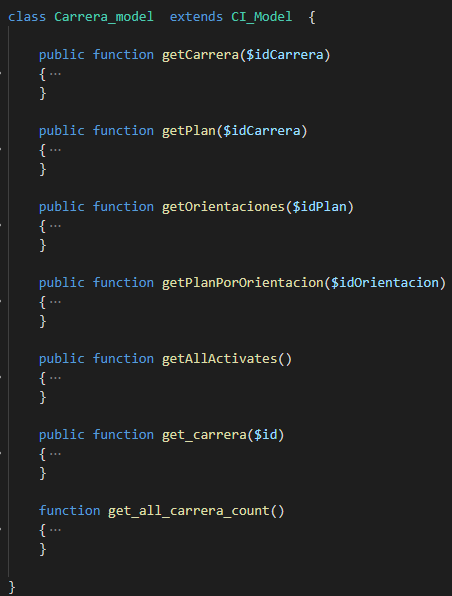 class Carrera_model  extends CI_Model  {
public function getCarrera($idCarrera)
{ ···
}
public function getPlan($idCarrera)
{ ···
}
public function getOrientaciones($idPlan)
{ ···
}
public function getPlanPorOrientacion($idOrientacion)
{ ···
}
public function getAllActivates()
{ ···
}
public function get_carrera($id)
{ ···
}
function get_all_carrera_count()
{ ···
}
}